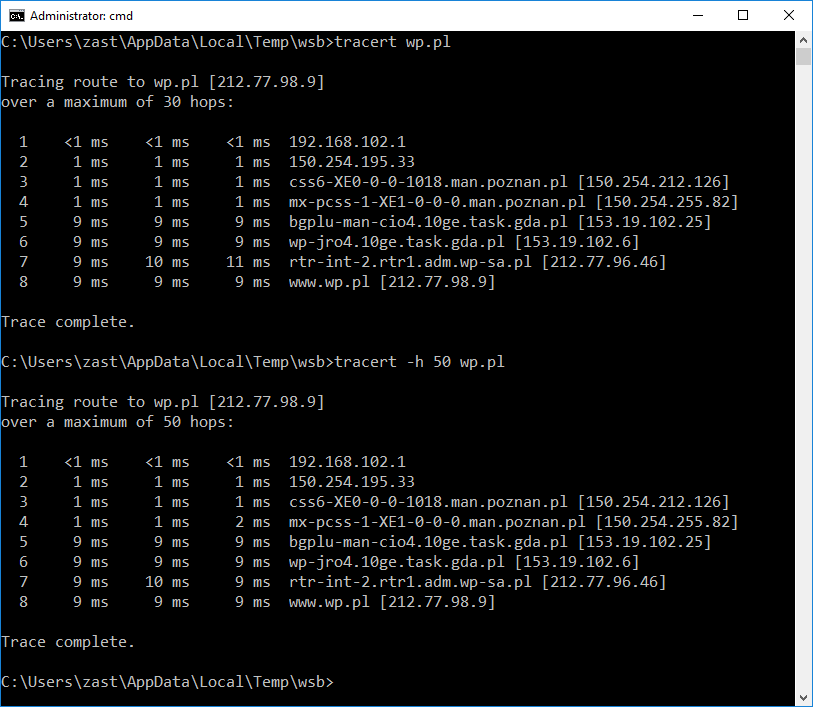 Administrator: cmd
C:\Users\zast\AppData\Local\Temp\wsb>tracert wp.pl
Tracing route to wp.pl [212.77.98.9]
over a maximum of 30 hops:
1 <1 ms <1 ms <1 ms 192.168.102.1
2 1 ms 1 ms 1 ms 150.254.195.33
3 1 ms 1 ms 1 ms css6-XE0-0-0-1018.man.poznan.pl [150.254.212.126]
4 1 ms 1 ms 1 ms mx-pcss-1-XE1-0-0-0.man.poznan.pl [150.254.255.82]
5 9 ms 9 ms 9 ms bgplu-man-cio4.10ge.task.gda.pl [153.19.102.25]
6 9 ms 9 ms 9 ms wp-jro4.10ge.task.gda.pl [153.19.102.6]
7 9 ms 10 ms 11 ms rtr-int-2.rtr1.adm.wp-sa.pl [212.77.96.46]
8 9 ms 9 ms 9 ms www.wp.pl [212.77.98.9]
Trace complete.
C:\Users\zast\AppData\Local\Temp\wsb>tracert -h 50 wp.pl
Tracing route to wp.pl [212.77.98.9]
over a maximum of 50 hops:
1 <1 ms <1 ms <1 ms 192.168.102.1
2 1 ms 1 ms 1 ms 150.254.195.33
3 1 ms 1 ms 1 ms css6-XE0-0-0-1018.man.poznan.pl [150.254.212.126]
4 1 ms 1 ms 2 ms mx-pcss-1-XE1-0-0-0.man.poznan.pl [150.254.255.82]
5 9 ms 9 ms 9 ms bgplu-man-cio4.10ge.task.gda.pl [153.19.102.25]
6 9 ms 9 ms 9 ms wp-jro4.10ge.task.gda.pl [153.19.102.6]
7 9 ms 10 ms 9 ms rtr-int-2.rtr1.adm.wp-sa.pl [212.77.96.46]
8 9 ms 9 ms 9 ms www.wp.pl [212.77.98.9]
Trace complete.
C:\Users\zast\AppData\Local\Temp\wsb>